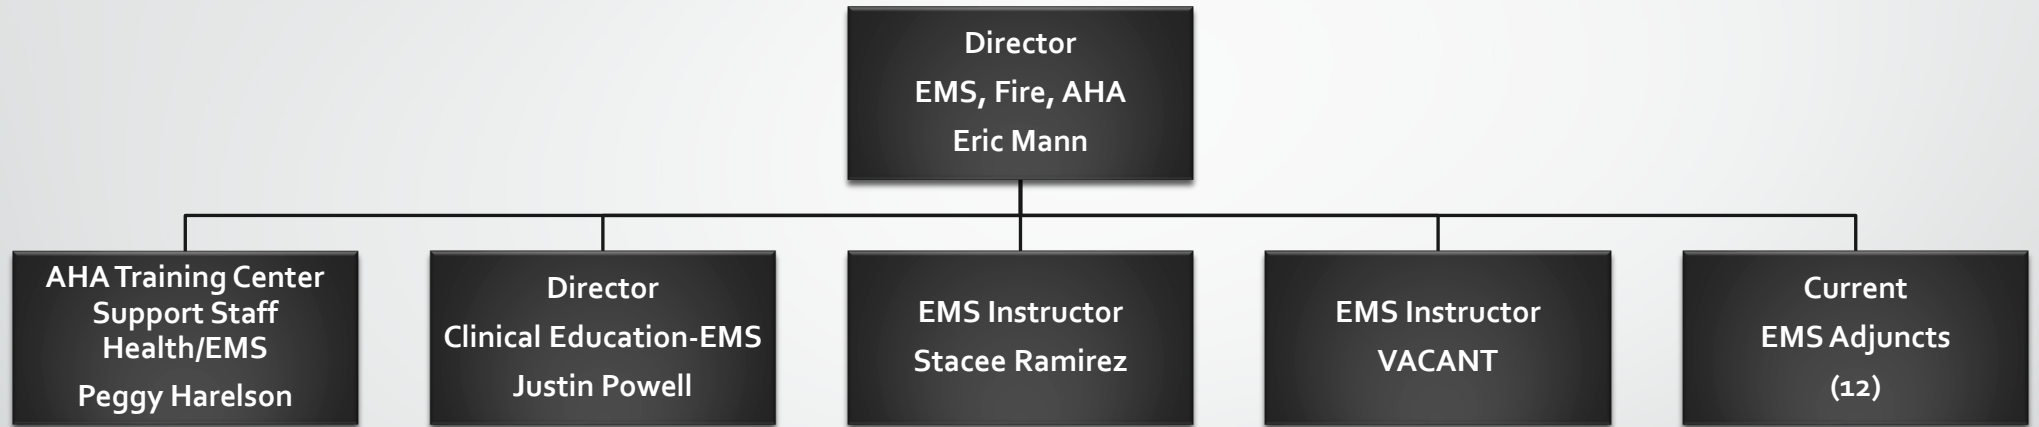 Director
EMS, Fire, AHA
Eric Mann
AHA Training Center
Support Staff
Health/EMS
Peggy Harelson
Director
Clinical Education-EMS
Justin Powell
EMS Instructor
Stacee Ramirez
EMS Instructor
VACANT
Current
EMS Adjuncts
(12)